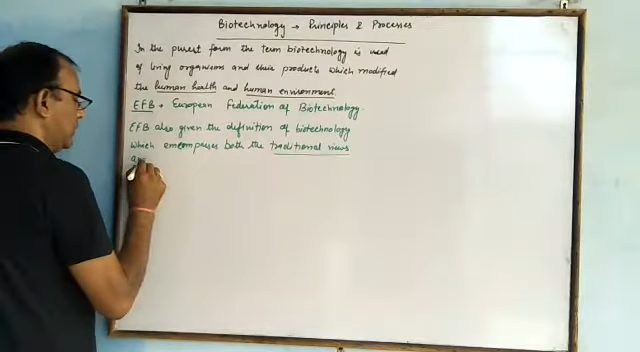 Biotechnology → Principles & Processes
In the purest form the term biotechnology is used
of living organisms and their products which modified
the human health and human environment.
EFB → European Federation of Biotechnology.
EFB also given the definition of biotechnology
which emcompasses both the traditional views